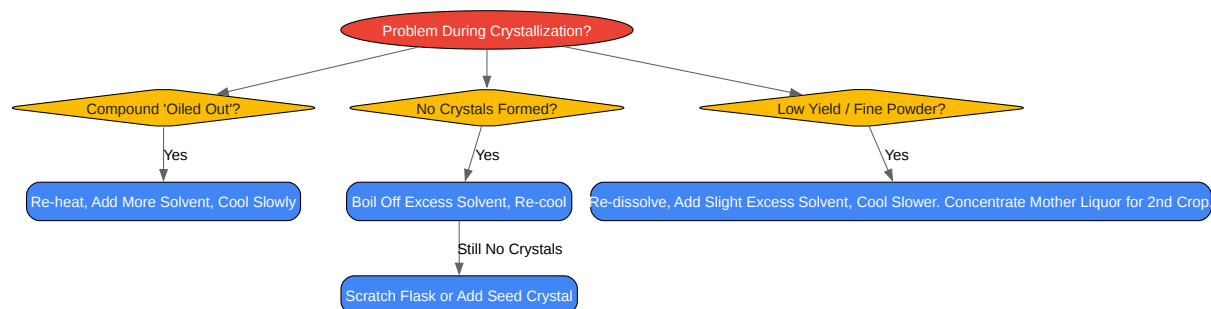 Problem During Crystallization?
Compound 'Oiled Out'?
No Crystals Formed?
Low Yield / Fine Powder?
Yes
Yes
Yes
Re-heat, Add More Solvent, Cool Slowly
Boil Off Excess Solvent, Re-cool
Re-dissolve, Add Slight Excess Solvent, Cool Slower. Concentrate Mother Liquor for 2nd Crop.
Still No Crystals
Scratch Flask or Add Seed Crystal